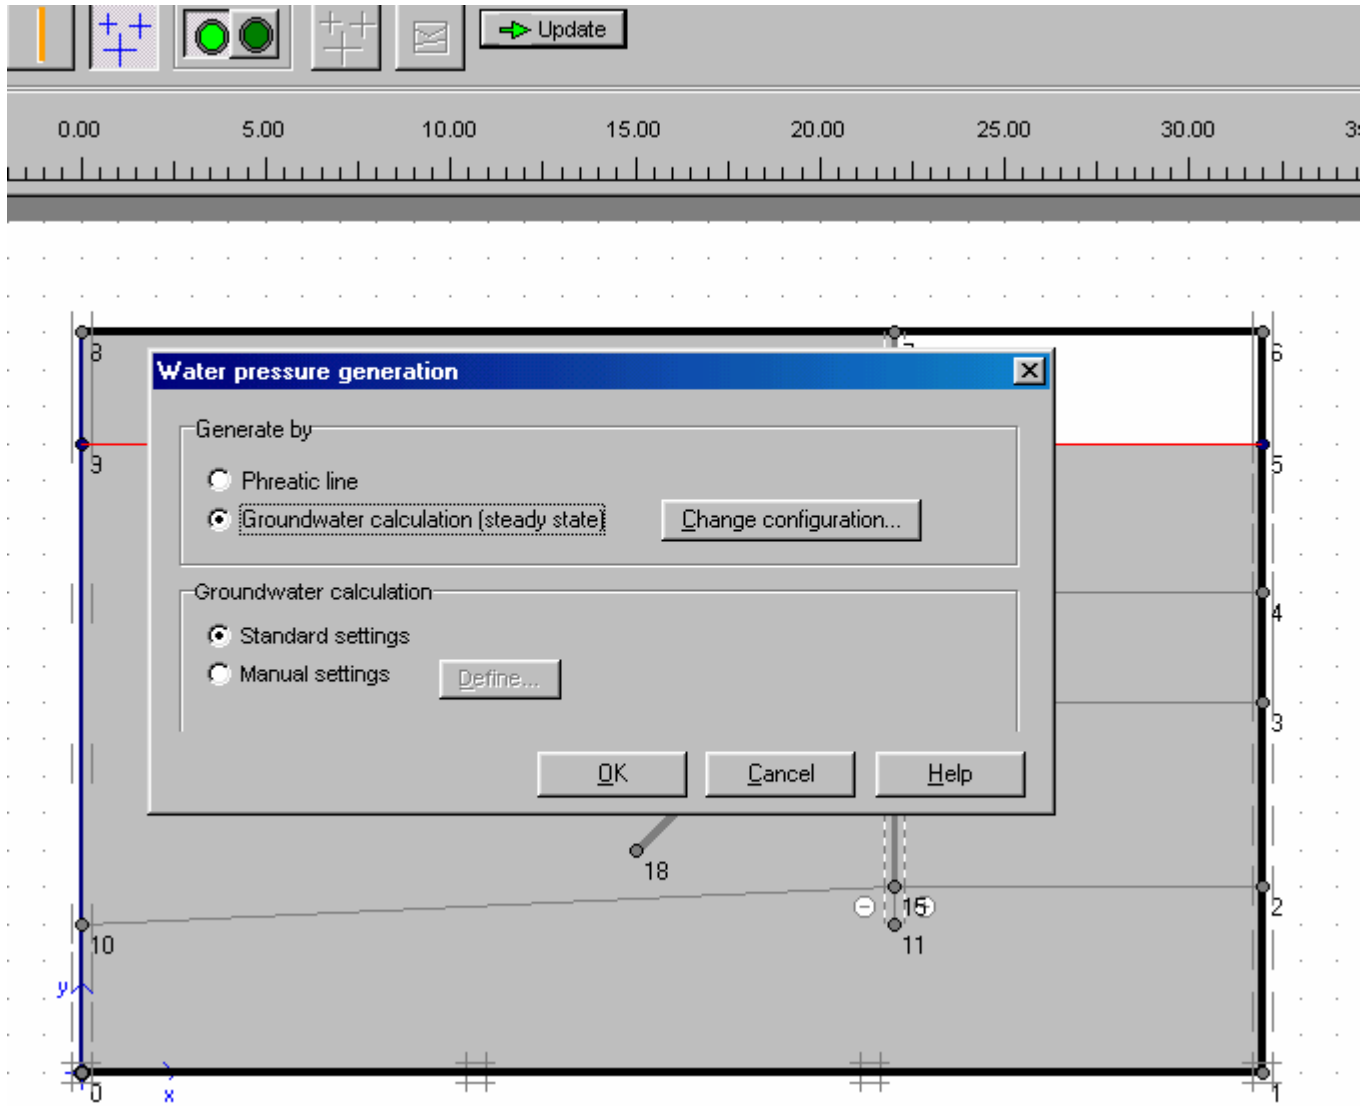 Update
0.00 5.00 10.00 15.00 20.00 25.00 30.00
8 6
Water pressure generation
Generate by
9 5
Phreatic line
Groundwater calculation (steady state) Change configuration...
Groundwater calculation
4
Standard settings
Manual settings Define...
3
OK Cancel Help
18
15 2
10 11
y
0 x 1